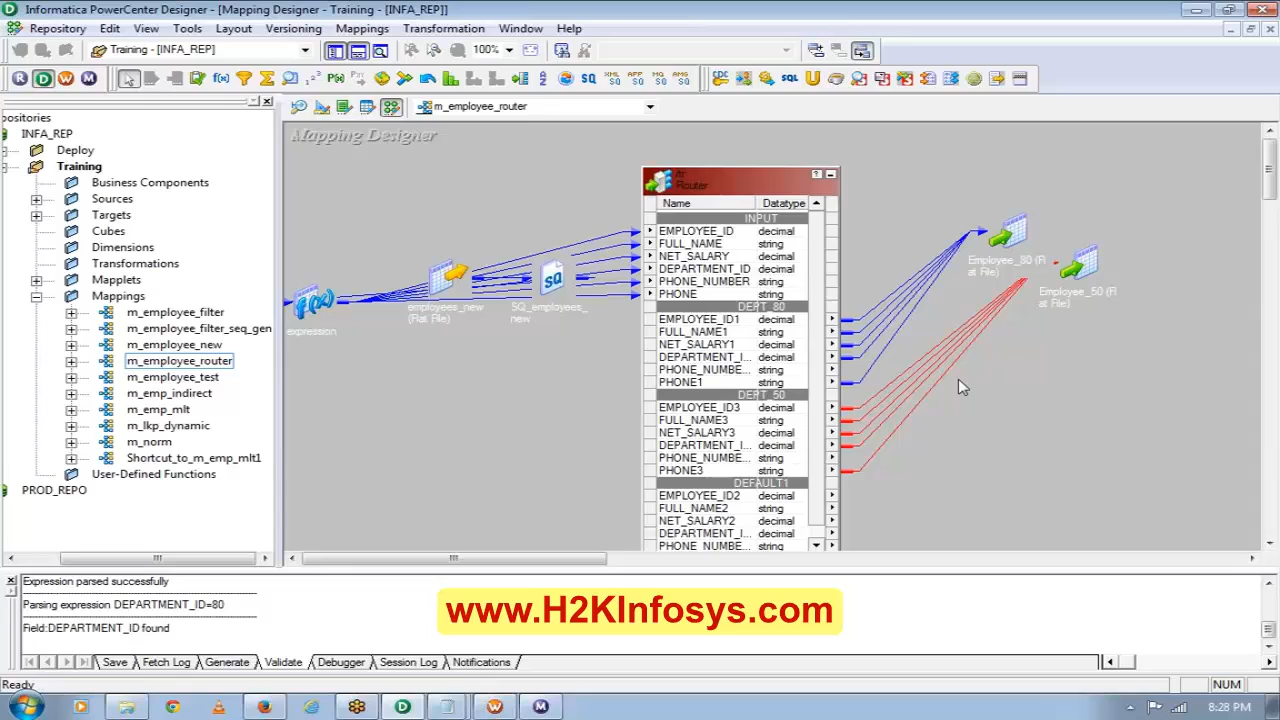 Informatica PowerCenter Designer - [Mapping Designer - Training - [INFA_REP]]
Repository Edit View Tools Layout Versioning Mappings Transformation Window Help
Training - [INFA_REP] 100%
m_employee_router
epositories
INFA_REP
Deploy
Training
Business Components
Sources
Targets
Cubes
Dimensions
Transformations
Mapplets
Mappings
m_employee_filter
m_employee_filter_seq_gen
m_employee_new
m_employee_router
m_employee_test
m_emp_indirect
m_emp_mlt
m_lkp_dynamic
m_norm
Shortcut_to_m_emp_mlt1
User-Defined Functions
PROD_REPO
Mapping Designer
expression
employees_new
(Flat File)
SQ_employees_
new
Router
Name Datatype
INPUT
EMPLOYEE_ID decimal
FULL_NAME string
NET_SALARY decimal
DEPARTMENT_ID decimal
PHONE_NUMBER string
PHONE string
DEPT_80
EMPLOYEE_ID1 decimal
FULL_NAME1 string
NET_SALARY1 decimal
DEPARTMENT_I... decimal
PHONE_NUMBE... string
PHONE1 string
DEPT_50
EMPLOYEE_ID3 decimal
FULL_NAME3 string
NET_SALARY3 decimal
DEPARTMENT_I... decimal
PHONE_NUMBE... string
PHONE3 string
DEFAULT1
EMPLOYEE_ID2 decimal
FULL_NAME2 string
NET_SALARY2 decimal
DEPARTMENT_I... decimal
PHONE_NUMBE... string
Employee_80 (Fl
at File)
Employee_50 (Fl
at File)
Expression parsed successfully
Parsing expression DEPARTMENT_ID=80
Field:DEPARTMENT_ID found
www.H2KInfosys.com
Save Fetch Log Generate Validate Debugger Session Log Notifications
Ready NUM
8:28 PM